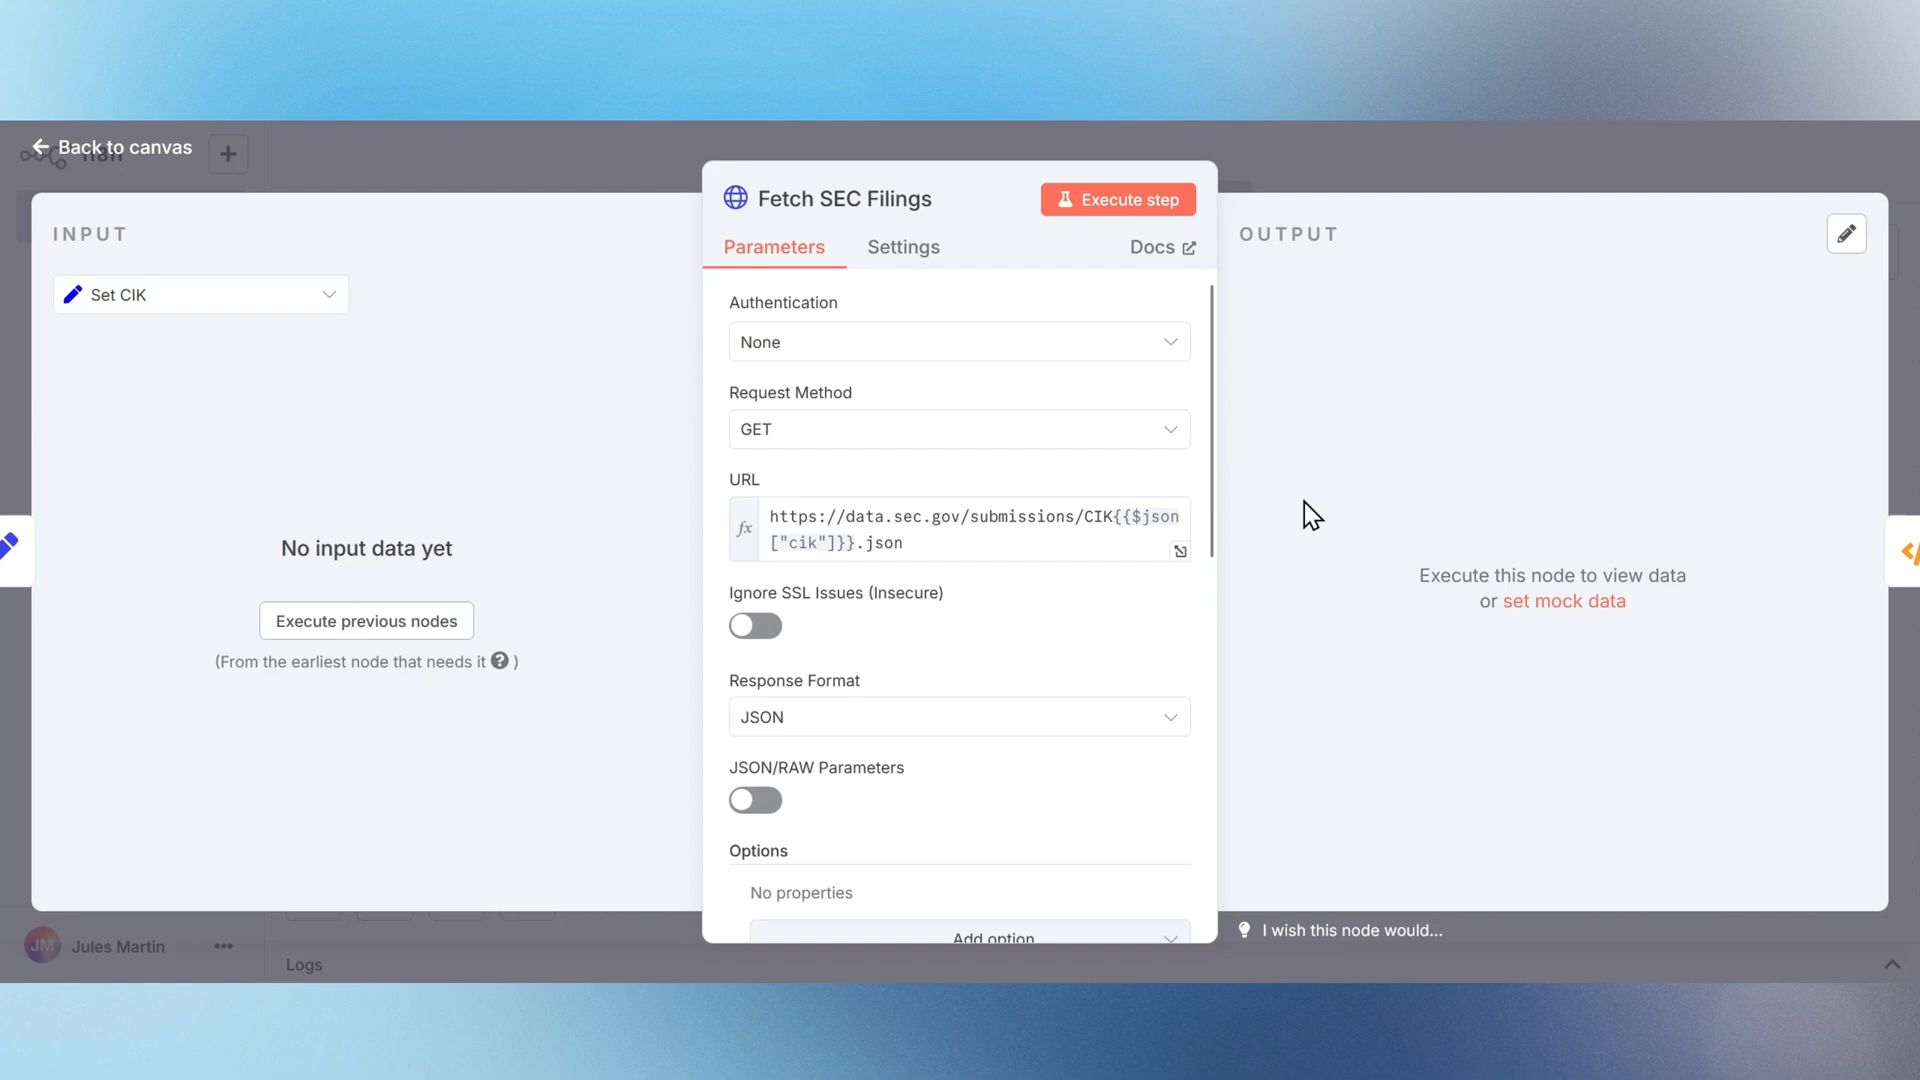 Back to canvas
n8n
INPUT
Set CIK
No input data yet
Execute previous nodes
(From the earliest node that needs it ? )
Fetch SEC Filings
Execute step
Parameters
Settings
Docs
Authentication
None
Request Method
GET
URL
fx
https://data.sec.gov/submissions/CIK{{$json
["cik"]}}.json
Ignore SSL Issues (Insecure)
Response Format
JSON
JSON/RAW Parameters
Options
No properties
Add option
OUTPUT
Execute this node to view data
or set mock data
I wish this node would...
JM
Jules Martin
Logs